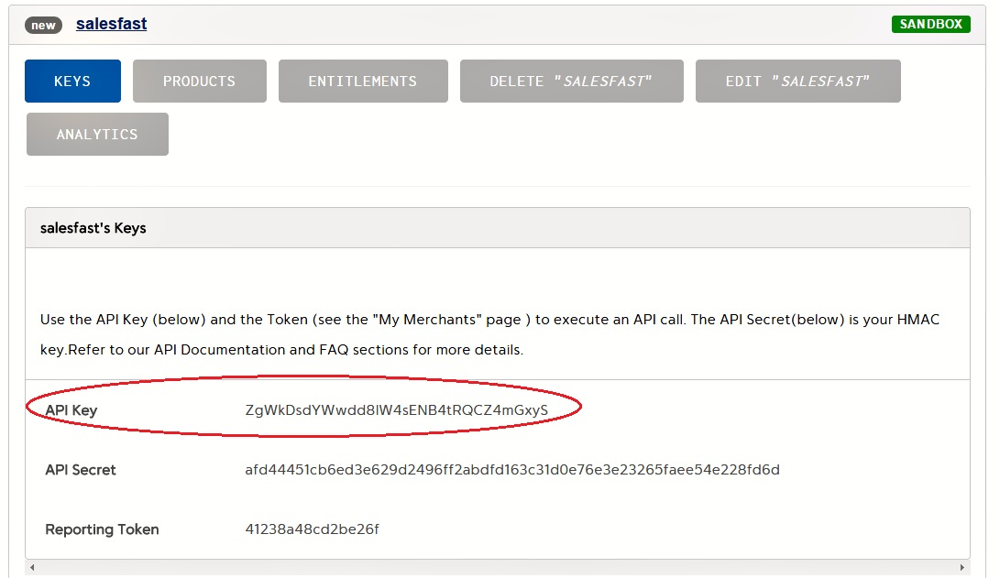 new salesfast SANDBOX
KEYS PRODUCTS ENTITLEMENTS DELETE "SALESFAST" EDIT "SALESFAST"
ANALYTICS
salesfast's Keys
Use the API Key (below) and the Token (see the "My Merchants" page ) to execute an API call. The API Secret(below) is your HMAC
key.Refer to our API Documentation and FAQ sections for more details.
API Key ZgWkDsdYWwdd8lW4sENB4tRQCZ4mGxyS
API Secret afd44451cb6ed3e629d2496ff2abdfd163c31d0e76e3e23265faee54e228fd6d
Reporting Token 41238a48cd2be26f